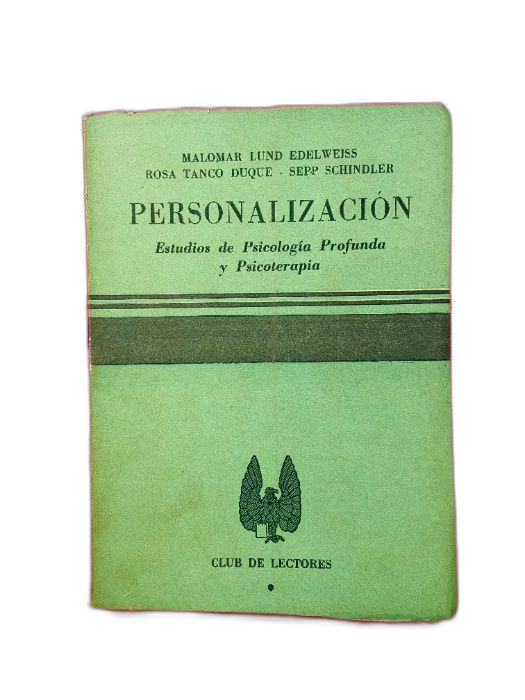 MALOMAR LUND EDELWEISS
ROSA TANCO DUQUE - SEPP SCHINDLER
PERSONALIZACIÓN
Estudios de Psicología Profunda
y Psicoterapia
CLUB DE LECTORES